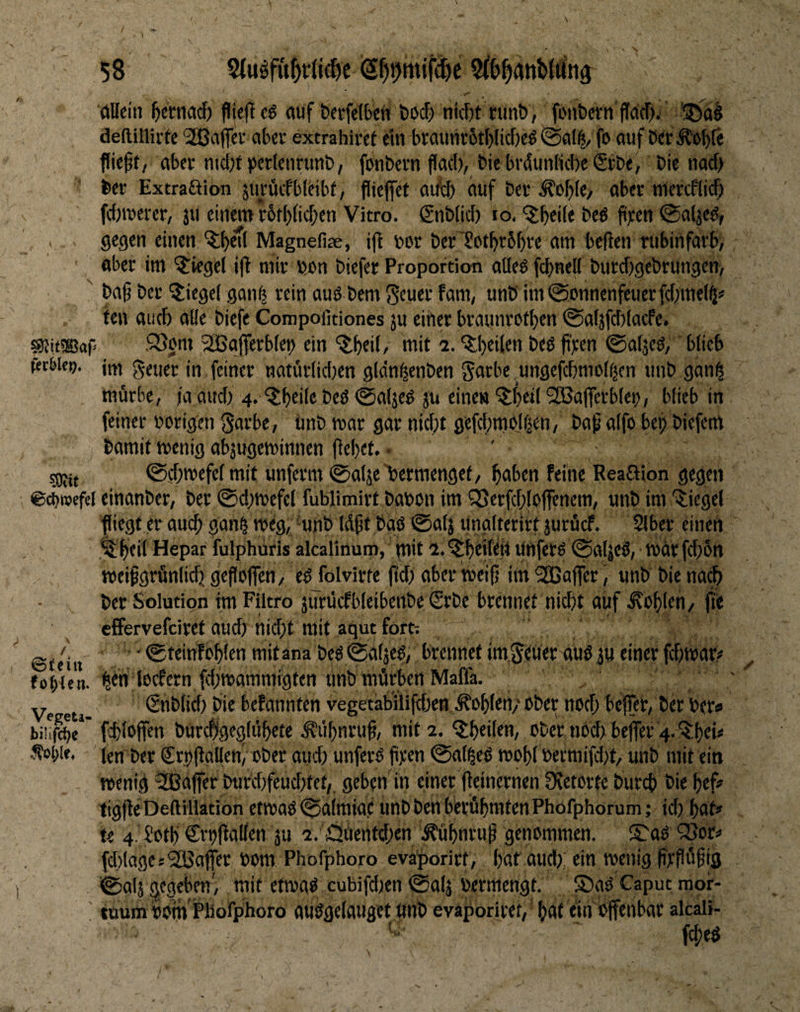 58 Ausführliche Chymische Abhandlung
allein hernach fließt es auf derselben doch nicht rund, sondern flach. Das
destillirte Wasser aber extrahiret ein braunröthliches Saltz, so auf der Kohle
fließt, aber nicht perlenrund, sondern flach, die bräunliche Erde, die nach
der Extraction zurückbleibt, fliesset auch auf der Kohle, aber mercklich
schwerer, zu einem röthlichen Vitro. Endlich 10. Theile des fixen Salzes,
gegen einen Theil Magnesiæ, ist vor der Lothröhre am besten rubinfarb,
aber im Tiegel ist mir von dieser Proportion alles schnell durchgedrungen,
daß der Tiegel gantz rein aus dem Feuer kam, und im Sonnenfeuer schmeltz-
ten auch alle diese Compositiones zu einer braunrothen Salzschlacke.
Mit Was-
serbley.
Vom Wasserbley ein Theil, mit 2. Theilen des fixen Salzes, blieb
im Feuer in seiner natürlichen gläntzenden Farbe ungeschmoltzen und gantz
mürbe, ja auch 4. Theile des Salzes zu einem Theil Wasserbley, blieb in
seiner vorigen Farbe, und war gar nicht geschmoltzen, daß also bey diesem
damit wenig abzugewinnen stehet.
Mit
Schwefel
Schwefel mit unserm Salze vermenget, haben keine Reaction gegen
einander, der Schwefel sublimirt davon im Verschlossenem, und im Tiegel
fliegt er auch gantz weg, und läßt das Salz unalterirt zurück. Aber einen
Theil Hepar sulphuris alcalinum, mit 2. Theilen unsers Salzes, war schön
weißgrünlich geflossen, es solvirte sich aber weiß im Wasser, und die nach
der Solution im Filtro zurückbleibende Erde brennet nicht auf Kohlen, sie
effervesciret auch nicht mit aqut fort.
Stein
kohlen.
Steinkohlen mit ana des Salzes, brennet im Feuer aus zu einer schwar-
tzen lockern schwammigten und mürben Massa.
Vegeta-
bilische
Kohle.
Endlich die bekannten vegetabilischen Kohlen, oder noch besser, der ver-
schlossen durchgeglühete Kühnruß, mit 2. Theilen, oder noch besser 4. Thei-
len der Crystallen, oder auch unsers fixen Saltzes wohl vermischt, und mit ein
wenig Wasser durchfeuchtet, geben in einer steinernen Retorte durch die hef-
tigste Destillation etwas Salmiac und den berühmten Phosphorum; ich hat-
te 4. Loth Crystallen zu 2. Quentchen Kühnruß genommen. Das Vor-
schlage-Wasser vom Phosphoro evaporirt, hat auch ein wenig fixflüßig
Salz gegeben, mit etwas cubischen Salz vermengt. Das Caput mor-
tuum vom Phosphoro ausgelauget und evaporiret, hat ein offenbar alcali-
sches